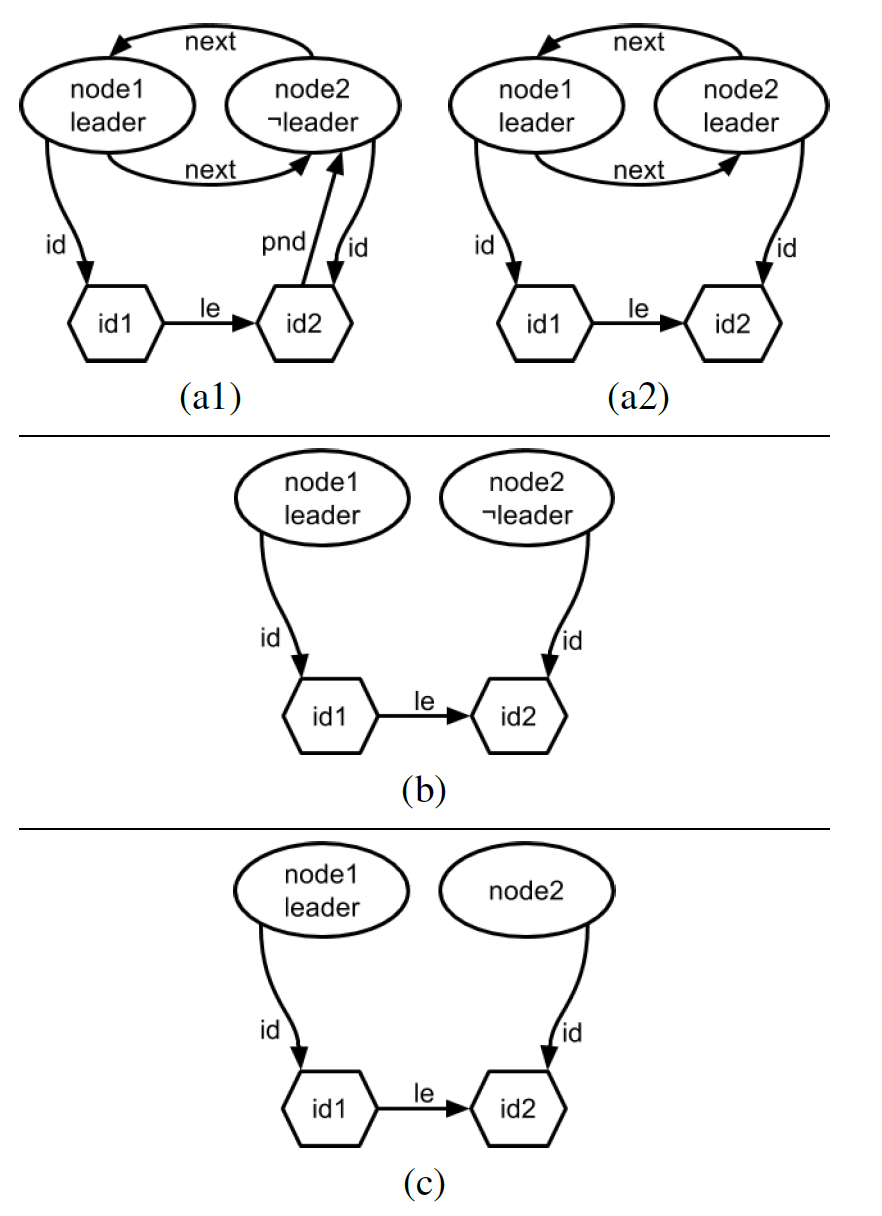 next
node1
leader
node2
¬leader
next
id
pnd
id
id1
le
id2
(a1)
next
node1
leader
node2
leader
next
id
id
id1
le
id2
(a2)
node1
leader
node2
¬leader
id
id
id1
le
id2
(b)
node1
leader
node2
id
id
id1
le
id2
(c)